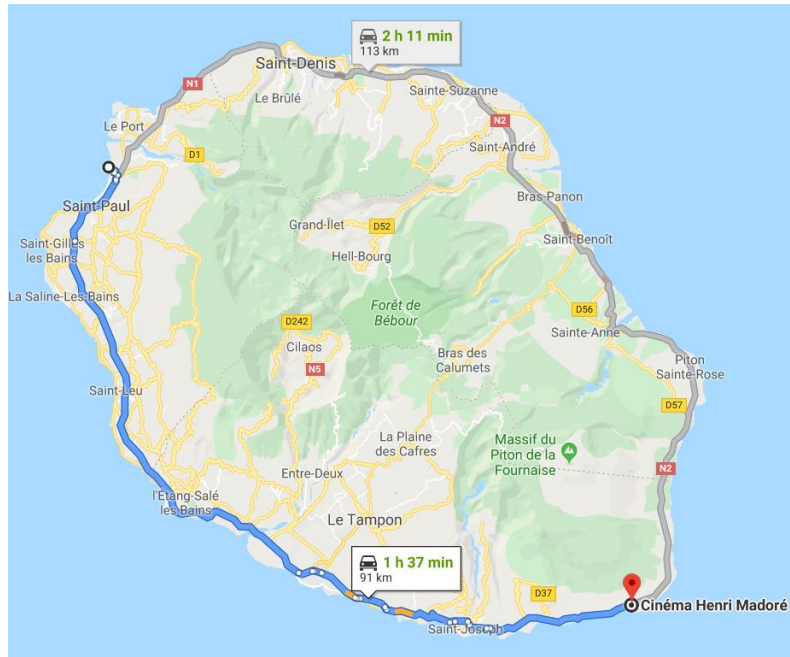 2 h 11 min
113 km
Saint-Denis
N1
Le Brûlé
Sainte-Suzanne
Le Port
N2
D1
Saint-André
Saint-Paul
Bras-Panon
Grand-Îlet
D52
Saint-Gilles
les Bains
Saint-Benoît
Hell-Bourg
La Saline-Les-Bains
Forêt de
Bébour
D56
D242
Sainte-Anne
Cilaos
Bras des
Calumets
Piton
Sainte-Rose
N5
Saint-Leu
D57
La Plaine
des Cafres
Massif du
Piton de la
Fournaise
N2
Entre-Deux
l'Étang-Salé
les Bains
Le Tampon
1 h 37 min
91 km
D37
Cinéma Henri Madoré
Saint-Joseph